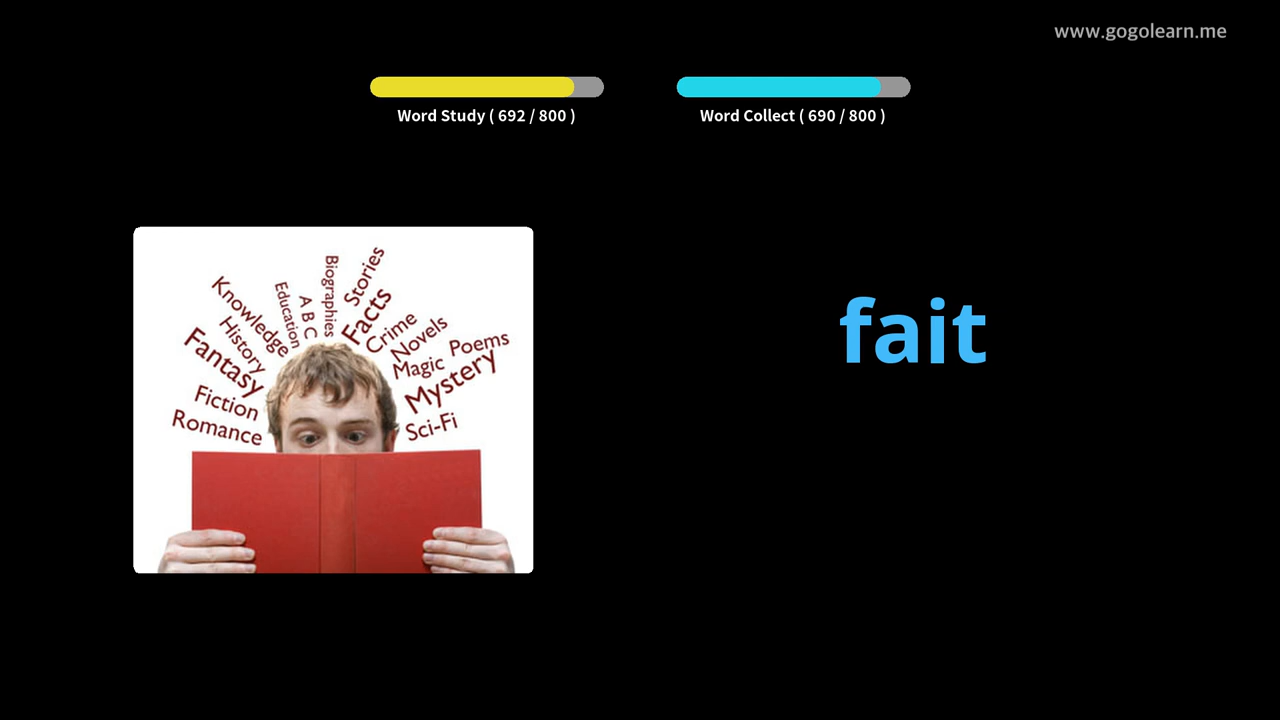 www.gogolearn.me
Word Study ( 692 / 800 )
Word Collect ( 690 / 800 )
fait
Knowledge
History
Fantasy
Fiction
Romance
Education
A B C
Biographies
Stories
Facts
Crime
Novels
Magic
Poems
Mystery
Sci-Fi